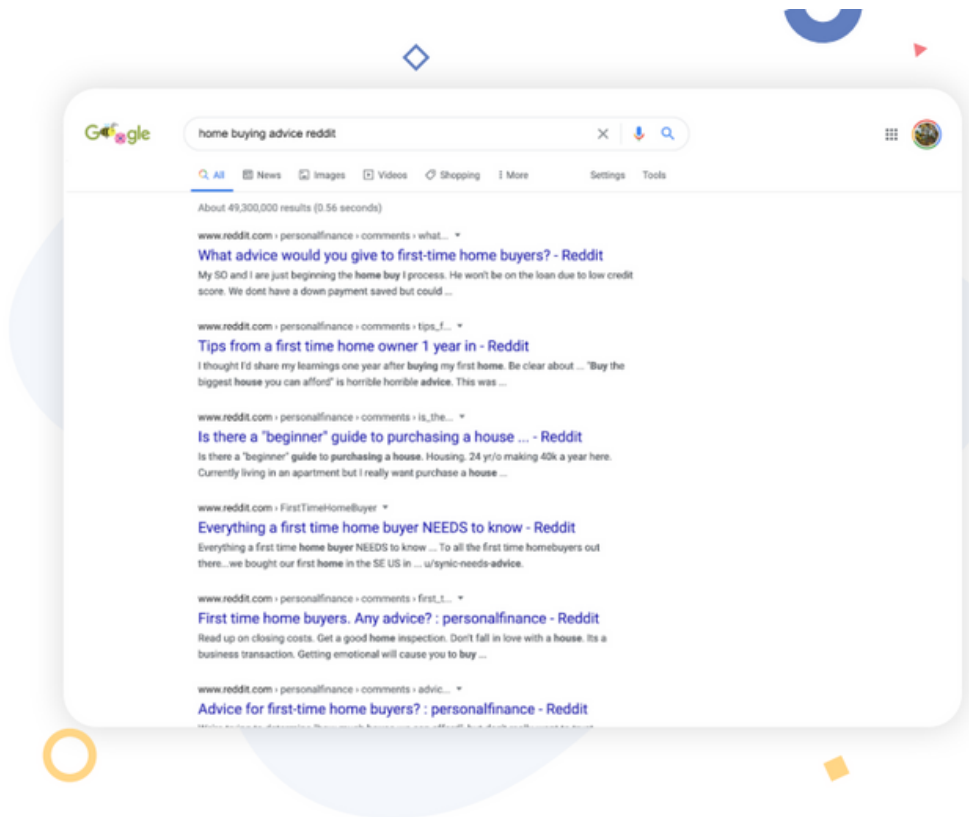 Google
home buying advice reddit
All News Images Videos Shopping More Settings Tools
About 49,300,000 results (0.56 seconds)
www.reddit.com › personalfinance › comments › what...
What advice would you give to first-time home buyers? - Reddit
My SO and I are just beginning the home buy I process. He won't be on the loan due to low credit
score. We dont have a down payment saved but could ...
www.reddit.com › personalfinance › comments › tips_f...
Tips from a first time home owner 1 year in - Reddit
I thought I'd share my learnings one year after buying my first home. Be clear about ... "Buy the
biggest house you can afford" is horrible horrible advice. This was ...
www.reddit.com › personalfinance › comments › is_the...
Is there a "beginner" guide to purchasing a house ... - Reddit
Is there a "beginner" guide to purchasing a house. Housing. 24 yr/o making 40k a year here.
Currently living in an apartment but I really want purchase a house ...
www.reddit.com › FirstTimeHomeBuyer
Everything a first time home buyer NEEDS to know - Reddit
Everything a first time home buyer NEEDS to know ... To all the first time homebuyers out
there...we bought our first home in the SE US in ... u/synic-needs-advice.
www.reddit.com › personalfinance › comments › first_t...
First time home buyers. Any advice? : personalfinance - Reddit
Read up on closing costs. Get a good home inspection. Don't fall in love with a house. Its a
business transaction. Getting emotional will cause you to buy ...
www.reddit.com › personalfinance › comments › advic...
Advice for first-time home buyers? : personalfinance - Reddit